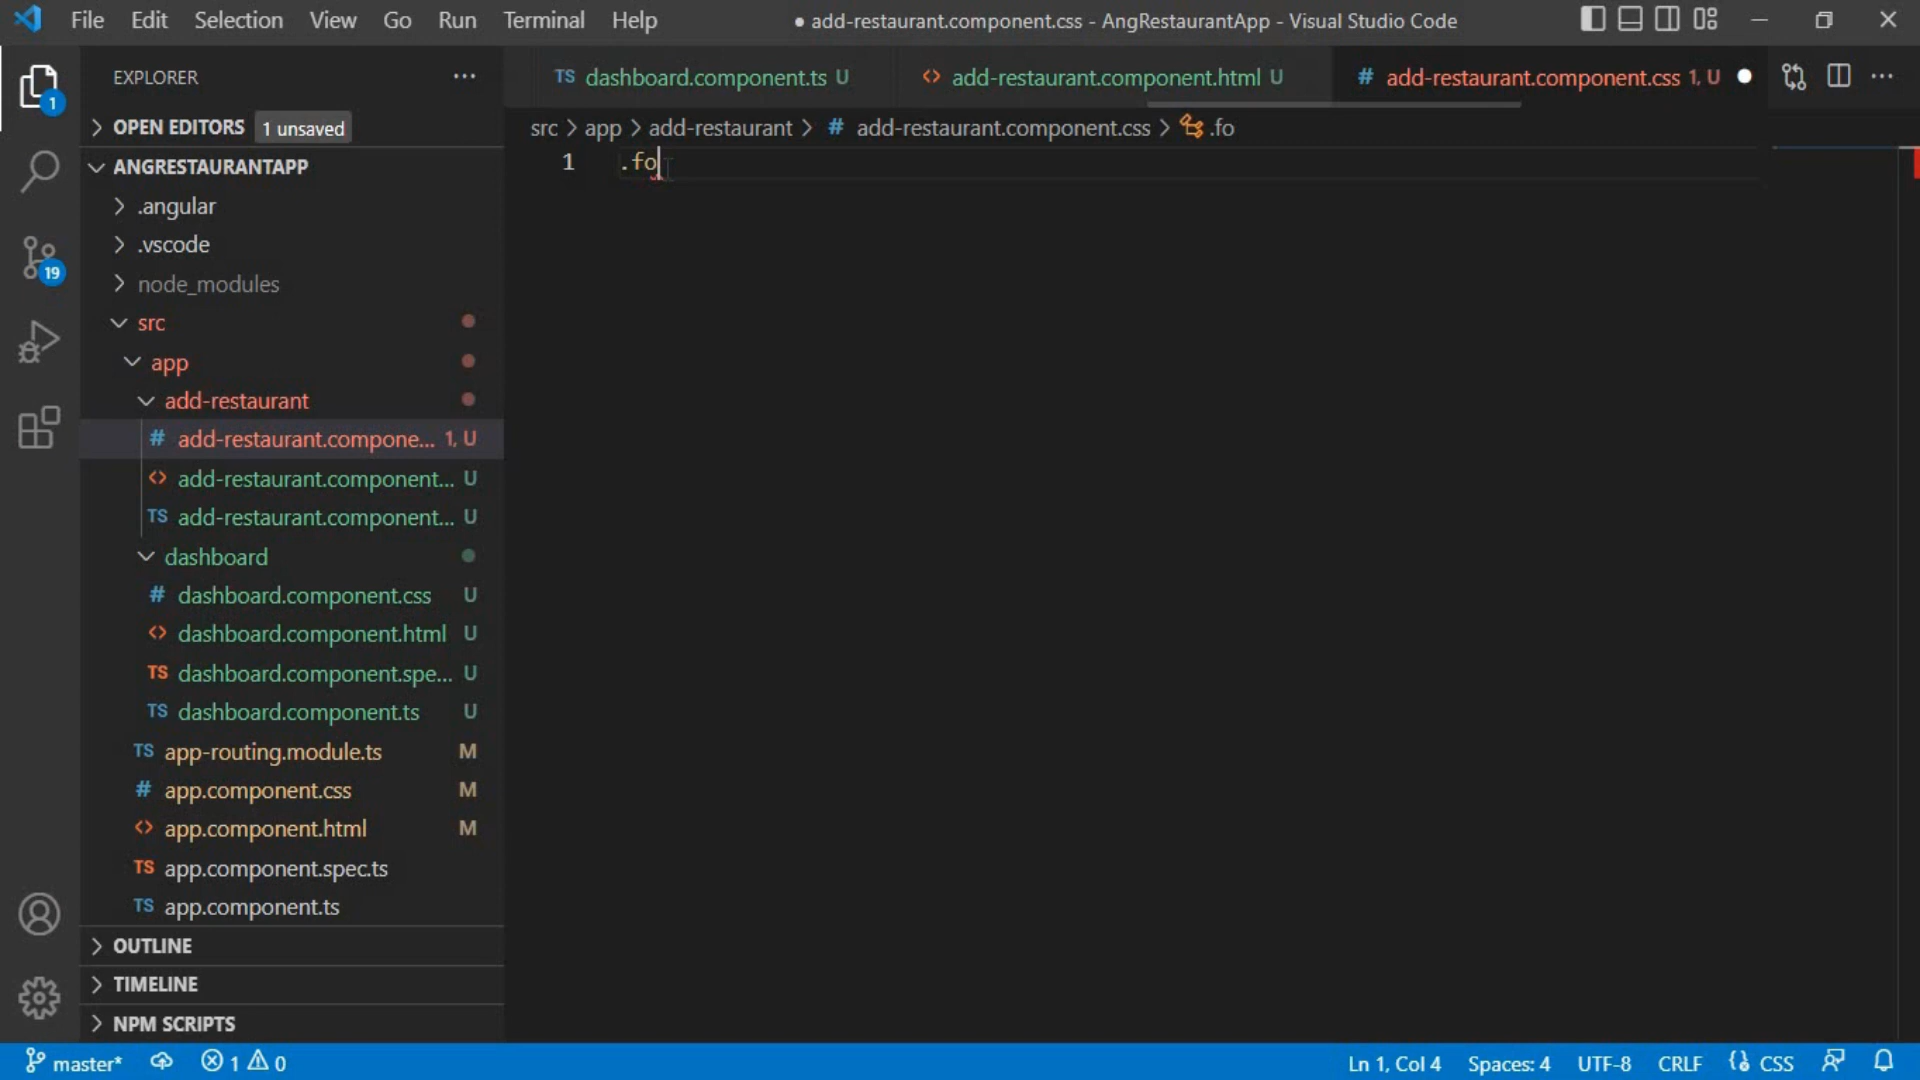 File Edit Selection View Go Run Terminal Help
● add-restaurant.component.css - AngRestaurantApp - Visual Studio Code
EXPLORER
TS dashboard.component.ts U
<> add-restaurant.component.html U
# add-restaurant.component.css 1, U
1
OPEN EDITORS 1 unsaved
src > app > add-restaurant > # add-restaurant.component.css > .fo
ANGRESTAURANTAPP
1 .fo
.angular
.vscode
19
node_modules
src
app
add-restaurant
# add-restaurant.compone... 1, U
<> add-restaurant.component... U
TS add-restaurant.component... U
dashboard
# dashboard.component.css U
<> dashboard.component.html U
TS dashboard.component.spe... U
TS dashboard.component.ts U
TS app-routing.module.ts M
# app.component.css M
<> app.component.html M
TS app.component.spec.ts
TS app.component.ts
OUTLINE
TIMELINE
NPM SCRIPTS
master* 1 0 Ln 1, Col 4 Spaces: 4 UTF-8 CRLF CSS